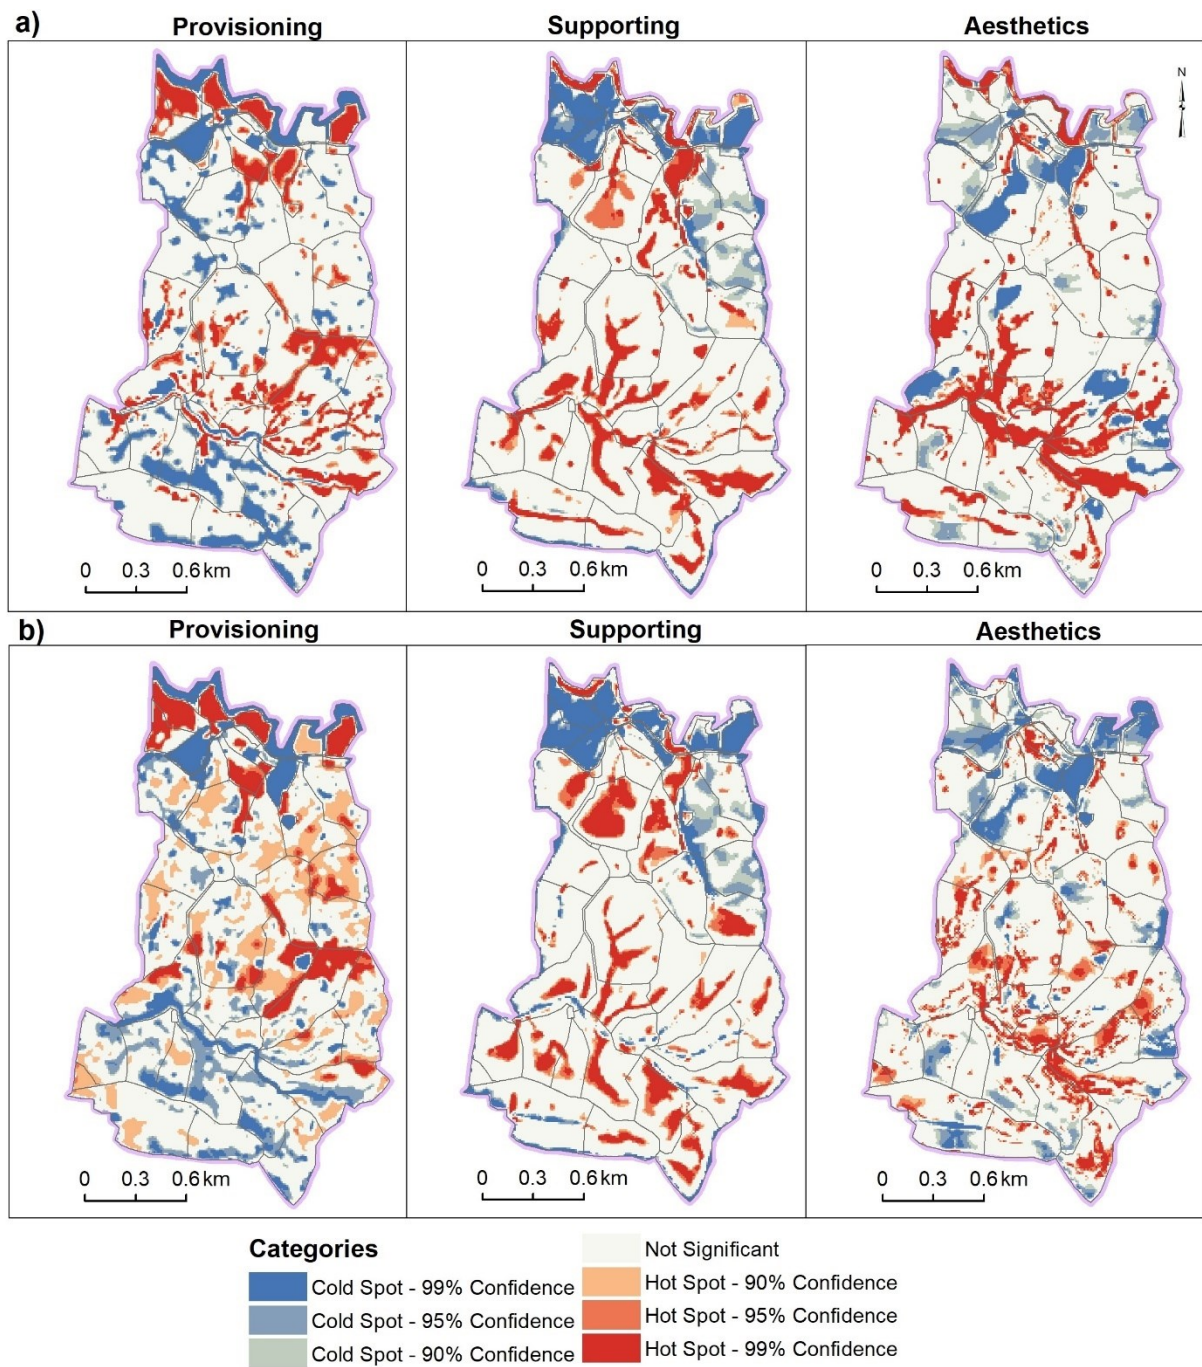 a)
Provisioning
Supporting
Aesthetics
N
0 0.3 0.6 km
0 0.3 0.6 km
0 0.3 0.6 km
b)
Provisioning
Supporting
Aesthetics
0 0.3 0.6 km
0 0.3 0.6 km
0 0.3 0.6 km
Categories
Cold Spot - 99% Confidence
Cold Spot - 95% Confidence
Cold Spot - 90% Confidence
Not Significant
Hot Spot - 90% Confidence
Hot Spot - 95% Confidence
Hot Spot - 99% Confidence